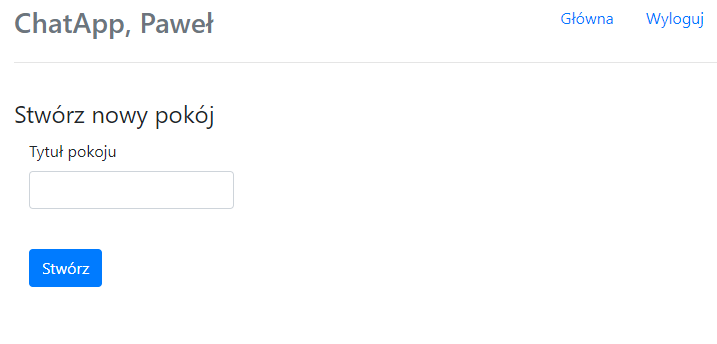 ChatApp, Paweł
Główna
Wyloguj
Stwórz nowy pokój
Tytuł pokoju
Stwórz